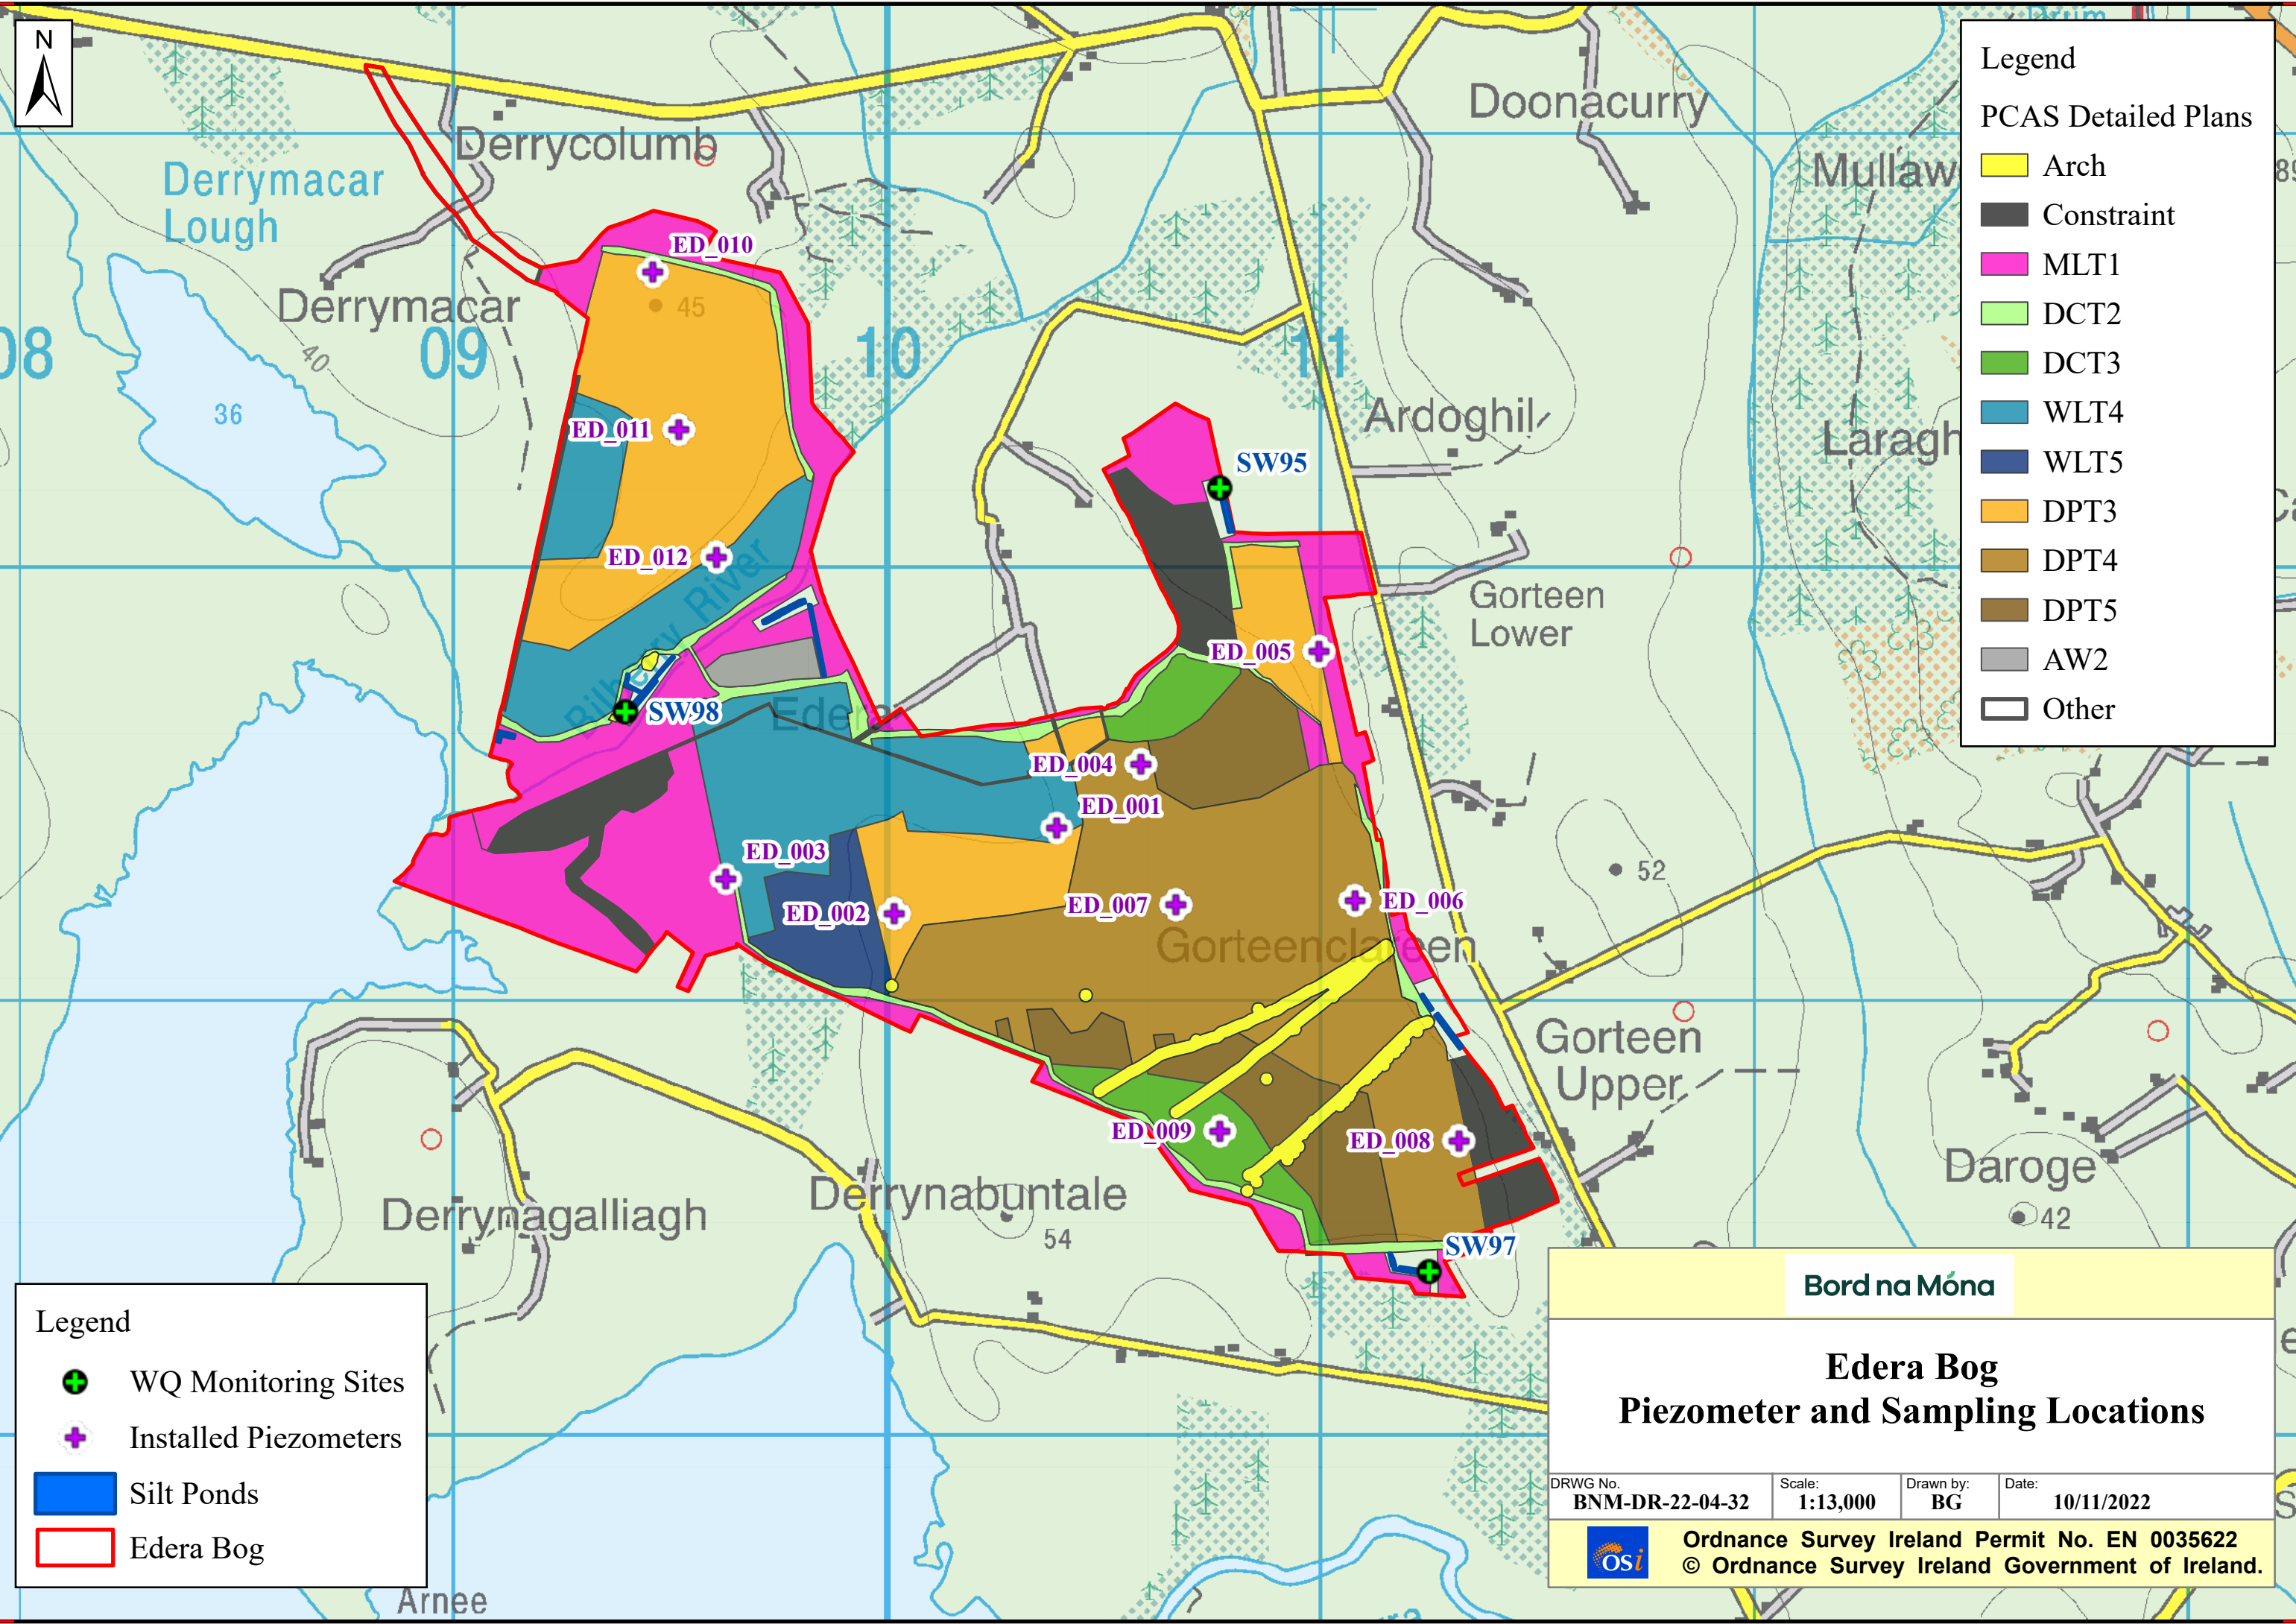 N
Derrycolumb
Doonacurry
Derrymacar
Lough
Mullaw
ED_010
45
Derrymacar
08
09
10
11
40
36
ED_011
Ardoghil
Laragh
SW95
ED_012
Bilberry River
Gorteen
Lower
ED_005
SW98
Edera
ED_004
ED_001
ED_003
52
ED_002
ED_007
ED_006
Gorteenclareen
Gorteen
Upper
ED_009
ED_008
Daroge
42
Derrynagalliagh
Derrynabuntale
54
SW97
Arnee
Legend
PCAS Detailed Plans
Arch
Constraint
MLT1
DCT2
DCT3
WLT4
WLT5
DPT3
DPT4
DPT5
AW2
Other
Legend
WQ Monitoring Sites
Installed Piezometers
Silt Ponds
Edera Bog
Bord na Móna
Edera Bog
Piezometer and Sampling Locations
DRWG No. Scale: Drawn by: Date:
BNM-DR-22-04-32 1:13,000 BG 10/11/2022
OSi
Ordnance Survey Ireland Permit No. EN 0035622
© Ordnance Survey Ireland Government of Ireland.